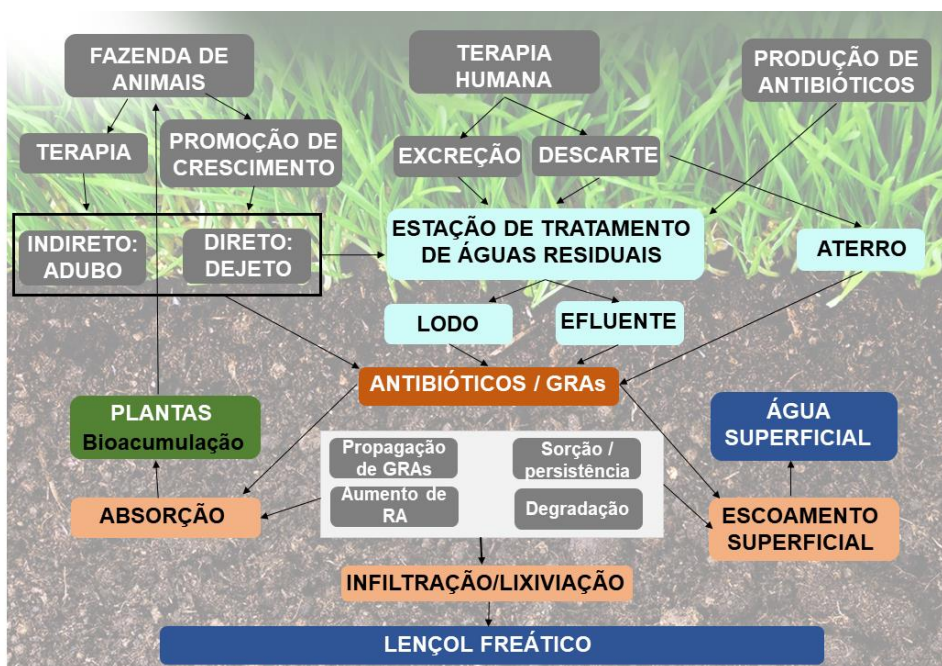 FAZENDA DE
ANIMAIS
TERAPIA
HUMANA
PRODUÇÃO DE
ANTIBIÓTICOS
TERAPIA
PROMOÇÃO DE
CRESCIMENTO
EXCREÇÃO
DESCARTE
INDIRETO:
ADUBO
DIRETO:
DEJETO
ESTAÇÃO DE TRATAMENTO
DE ÁGUAS RESIDUAIS
ATERRO
LODO
EFLUENTE
ANTIBIÓTICOS / GRAs
PLANTAS
Bioacumulação
ÁGUA
SUPERFICIAL
Propagação
de GRAs
Sorção /
persistência
Aumento de
RA
Degradação
ABSORÇÃO
ESCOAMENTO
SUPERFICIAL
INFILTRAÇÃO/LIXIVIAÇÃO
LENÇOL FREÁTICO